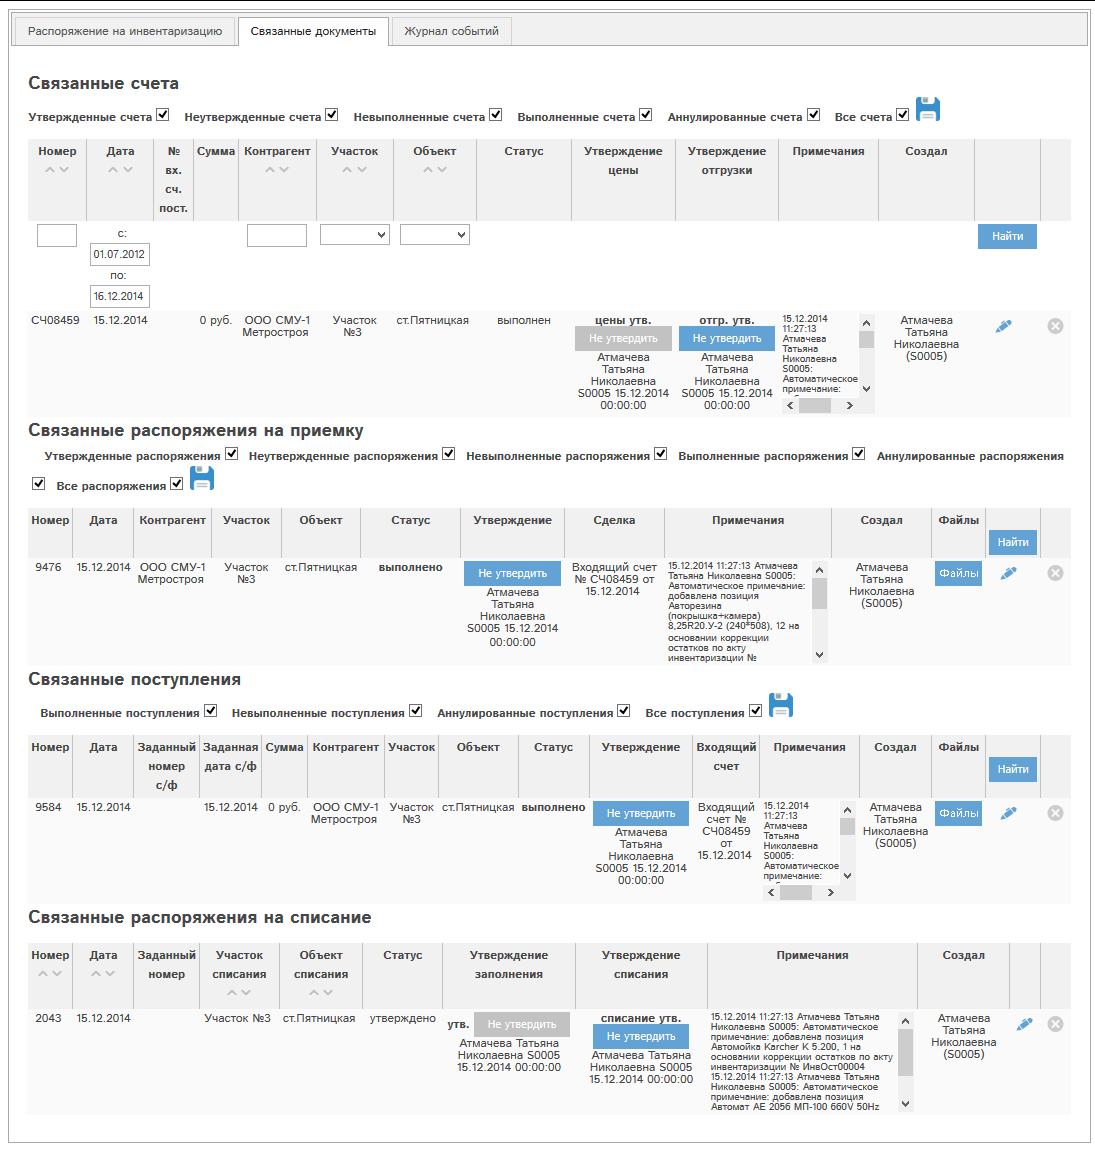 Распоряжение на инвентаризацию Связанные документы Журнал событий
Связанные счета
Утвержденные счета Неутвержденные счета Невыполненные счета Выполненные счета Аннулированные счета Все счета
Номер Дата № вх. сч. пост. Сумма Контрагент Участок Объект Статус Утверждение цены Утверждение отгрузки Примечания Создал
с:
01.07.2012
по:
16.12.2014
Найти
СЧ08459 15.12.2014 0 руб. ООО СМУ-1 Метростроя Участок №3 ст.Пятницкая выполнен
цены утв.
Не утвердить
Атмачева
Татьяна
Николаевна
S0005 15.12.2014
00:00:00
отгр. утв.
Не утвердить
Атмачева
Татьяна
Николаевна
S0005 15.12.2014
00:00:00
15.12.2014
11:27:13
Атмачева
Татьяна
Николаевна
S0005:
Автоматическое
примечание:
Атмачева
Татьяна
Николаевна
(S0005)
Связанные распоряжения на приемку
Утвержденные распоряжения Неутвержденные распоряжения Невыполненные распоряжения Выполненные распоряжения Аннулированные распоряжения
Все распоряжения
Номер Дата Контрагент Участок Объект Статус Утверждение Сделка Примечания Создал Файлы
Найти
9476 15.12.2014 ООО СМУ-1 Метростроя Участок №3 ст.Пятницкая выполнено
Не утвердить
Атмачева
Татьяна
Николаевна
S0005 15.12.2014
00:00:00
Входящий счет
№ СЧ08459 от
15.12.2014
15.12.2014 11:27:13 Атмачева
Татьяна Николаевна S0005:
Автоматическое примечание:
добавлена позиция
Авторезина
(покрышка+камера)
8,25R20.У-2 (240*508), 12 на
основании коррекции
остатков по акту
инвентаризации №
Атмачева
Татьяна
Николаевна
(S0005)
Файлы
Связанные поступления
Выполненные поступления Невыполненные поступления Аннулированные поступления Все поступления
Номер Дата Заданный номер с/ф Заданная дата с/ф Сумма Контрагент Участок Объект Статус Утверждение Входящий счет Примечания Создал Файлы
Найти
9584 15.12.2014 15.12.2014 0 руб. ООО СМУ-1 Метростроя Участок №3 ст.Пятницкая выполнено
Не утвердить
Атмачева
Татьяна
Николаевна
S0005 15.12.2014
00:00:00
Входящий
счет №
СЧ08459
от
15.12.2014
15.12.2014
11:27:13
Атмачева
Татьяна
Николаевна
S0005:
Автоматическое
примечание:
Атмачева
Татьяна
Николаевна
(S0005)
Файлы
Связанные распоряжения на списание
Номер Дата Заданный номер Участок списания Объект списания Статус Утверждение заполнения Утверждение списания Примечания Создал
2043 15.12.2014 Участок №3 ст.Пятницкая утверждено
утв. Не утвердить
Атмачева Татьяна
Николаевна S0005
15.12.2014 00:00:00
списание утв.
Не утвердить
Атмачева Татьяна
Николаевна S0005
15.12.2014 00:00:00
15.12.2014 11:27:13 Атмачева Татьяна
Николаевна S0005: Автоматическое
примечание: добавлена позиция
Автомойка Karcher K 5.200, 1 на
основании коррекции остатков по акту
инвентаризации № ИнвОст00004
15.12.2014 11:27:13 Атмачева Татьяна
Николаевна S0005: Автоматическое
примечание: добавлена позиция
Автомат АЕ 2056 МП-100 660V 50Hz
Атмачева
Татьяна
Николаевна
(S0005)